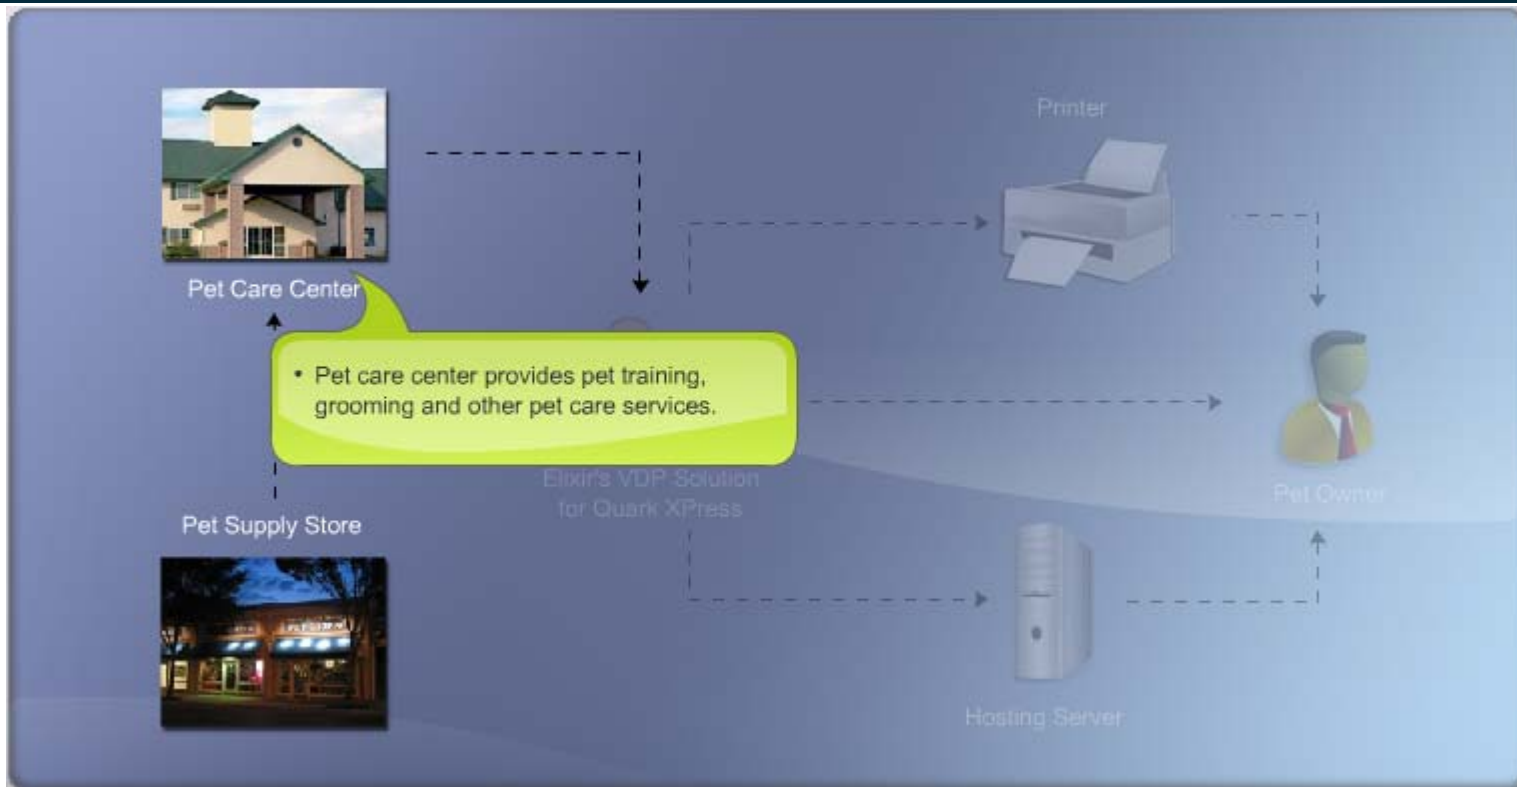 Printer
Pet Care Center
• Pet care center provides pet training,
grooming and other pet care services.
Elixir's VDP Solution
for Quark XPress
Pet Owner
Pet Supply Store
Hosting Server